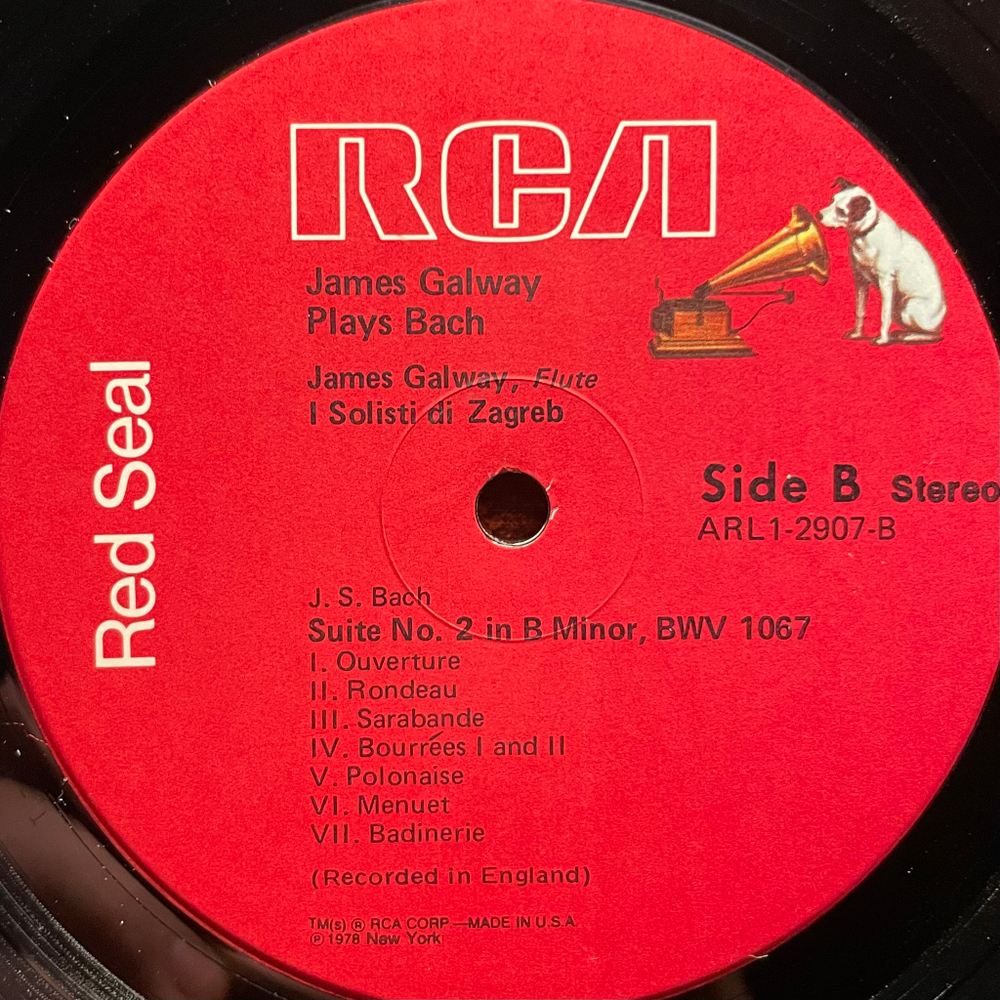 RCA
James Galway
Plays Bach
James Galway, Flute
I Solisti di Zagreb
Red Seal
Side B Stereo
ARL1-2907-B
J. S. Bach
Suite No. 2 in B Minor, BWV 1067
I. Ouverture
II. Rondeau
III. Sarabande
IV. Bourrées I and II
V. Polonaise
VI. Menuet
VII. Badinerie
(Recorded in England)
TM(s) ® RCA CORP.—MADE IN U.S.A.
℗ 1978 New York